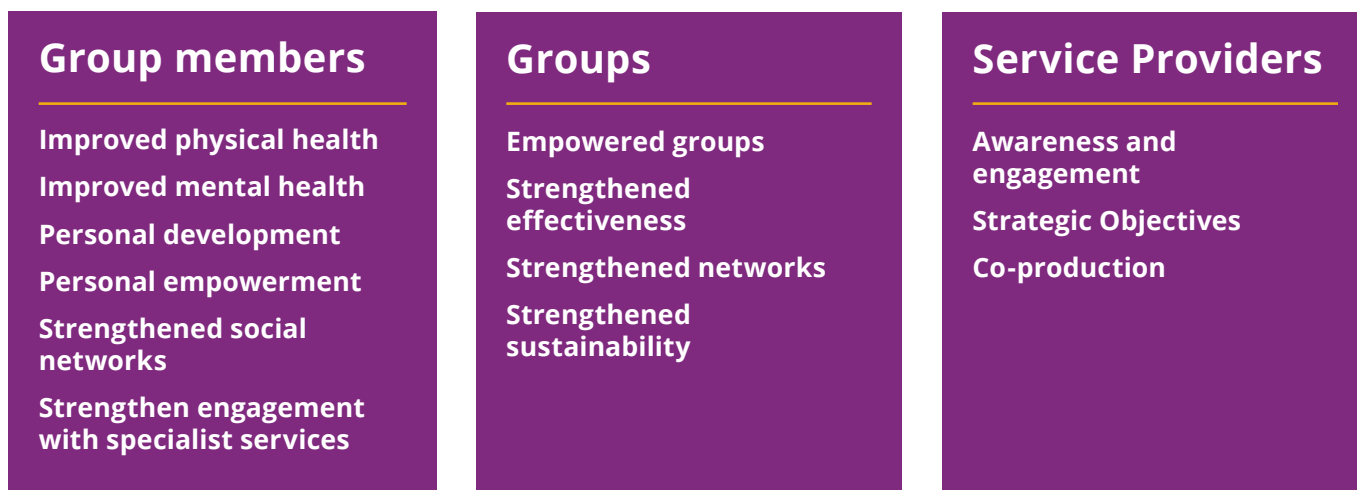 Group members
Improved physical health
Improved mental health
Personal development
Personal empowerment
Strengthened social
networks
Strengthen engagement
with specialist services
Groups
Empowered groups
Strengthened
effectiveness
Strengthened networks
Strengthened
sustainability
Service Providers
Awareness and
engagement
Strategic Objectives
Co-production